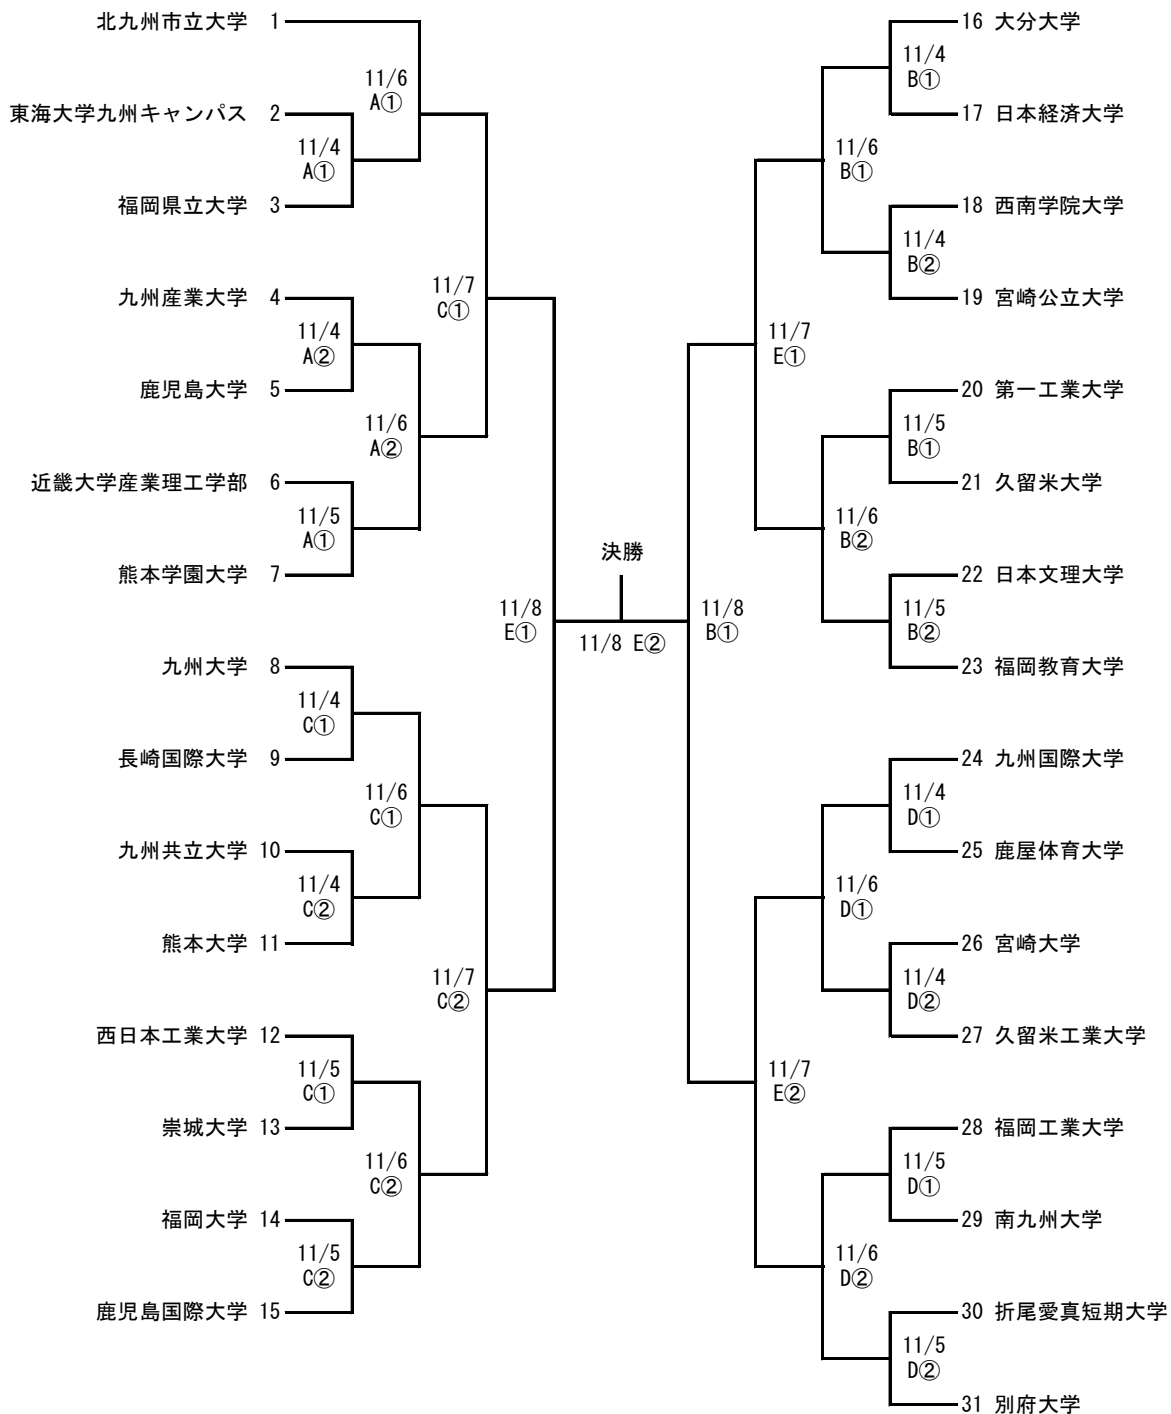 北九州市立大学 1
11/6
A①
東海大学九州キャンパス 2
11/4
A①
福岡県立大学 3
11/7
C①
九州産業大学 4
11/4
A②
鹿児島大学 5
11/6
A②
近畿大学産業理工学部 6
11/5
A①
熊本学園大学 7
11/8
E①
九州大学 8
11/4
C①
長崎国際大学 9
11/6
C①
九州共立大学 10
11/4
C②
熊本大学 11
11/7
C②
西日本工業大学 12
11/5
C①
崇城大学 13
11/6
C②
福岡大学 14
11/5
C②
鹿児島国際大学 15
決勝
11/8 E②
16 大分大学
11/4
B①
17 日本経済大学
11/6
B①
18 西南学院大学
11/4
B②
19 宮崎公立大学
11/7
E①
20 第一工業大学
11/5
B①
21 久留米大学
11/6
B②
22 日本文理大学
11/5
B②
23 福岡教育大学
11/8
B①
24 九州国際大学
11/4
D①
25 鹿屋体育大学
11/6
D①
26 宮崎大学
11/4
D②
27 久留米工業大学
11/7
E②
28 福岡工業大学
11/5
D①
29 南九州大学
11/6
D②
30 折尾愛真短期大学
11/5
D②
31 別府大学